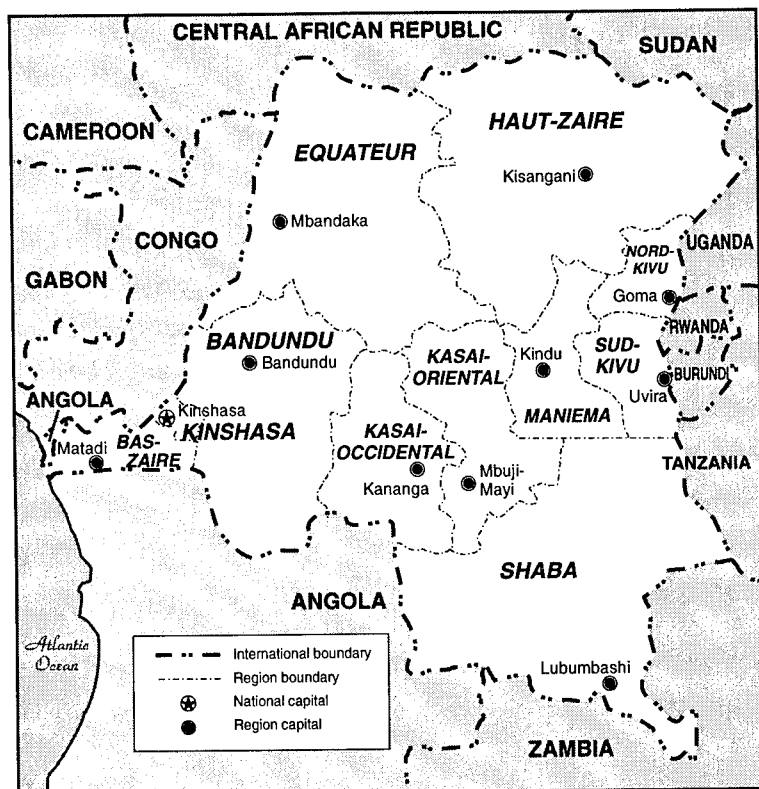 CENTRAL AFRICAN REPUBLIC
SUDAN
CAMEROON
HAUT-ZAIRE
EQUATEUR
Kisangani
Mbandaka
CONGO
NORD-
KIVU
UGANDA
GABON
Goma
RWANDA
BANDUNDU
Bandundu
KASAI-
ORIENTAL
Kindu
SUD-
KIVU
BURUNDI
Uvira
ANGOLA
Kinshasa
KINSHASA
MANIEMA
Matadi
BAS-
ZAIRE
KASAI-
OCCIDENTAL
Kananga
Mbuji-
Mayi
TANZANIA
SHABA
ANGOLA
Atlantic
Ocean
Lubumbashi
ZAMBIA
International boundary
Region boundary
National capital
Region capital